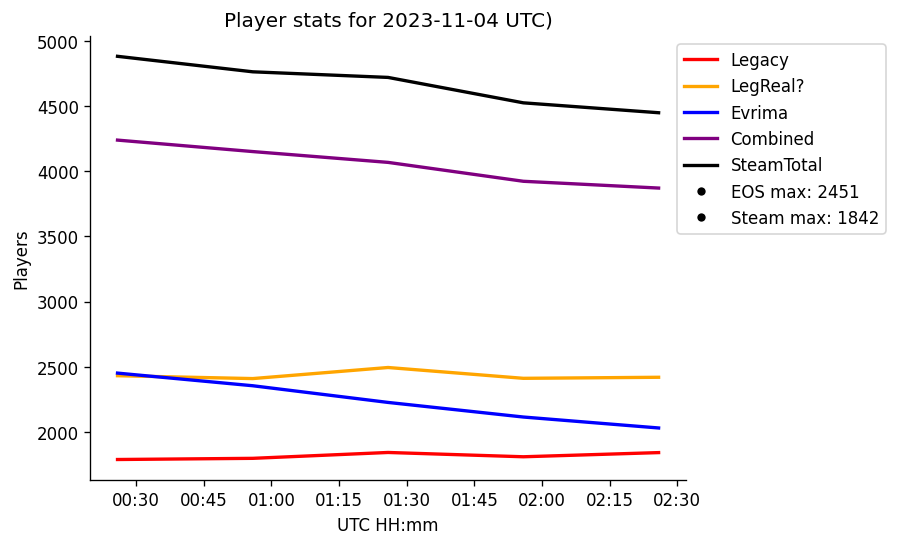 Player stats for 2023-11-04 UTC)
5000
4500
4000
3500
3000
2500
2000
Players
00:30 00:45 01:00 01:15 01:30 01:45 02:00 02:15 02:30
UTC HH:mm
Legacy
LegReal?
Evrima
Combined
SteamTotal
EOS max: 2451
Steam max: 1842